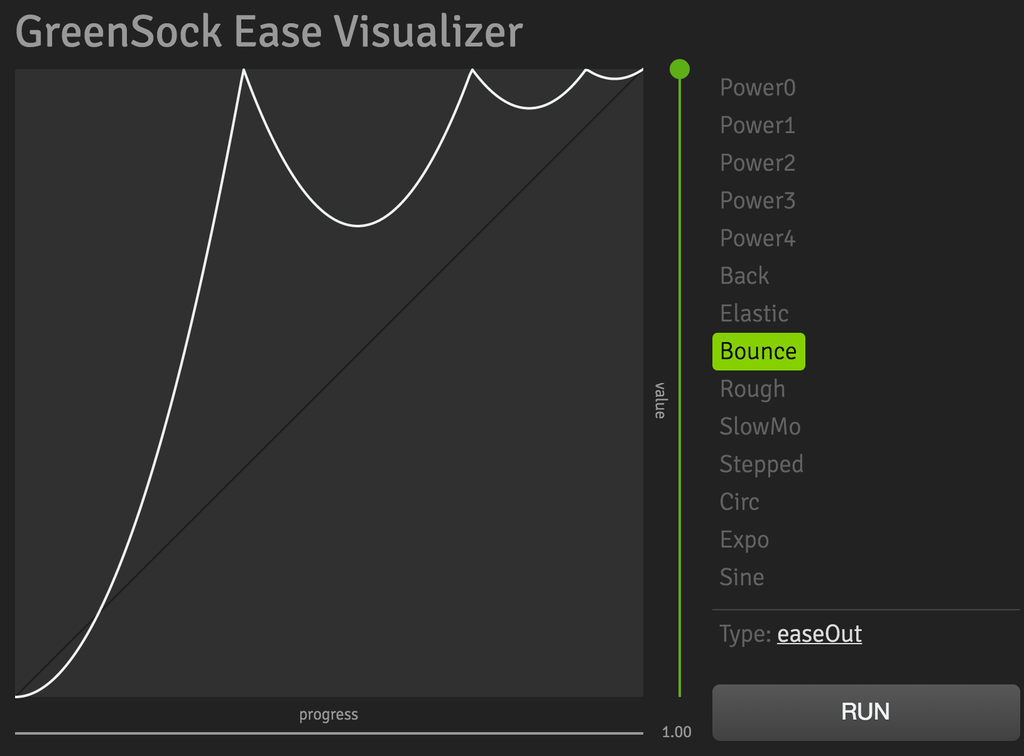 GreenSock Ease Visualizer
Power0
Power1
Power2
Power3
Power4
Back
Elastic
Bounce
Rough
SlowMo
Stepped
Circ
Expo
Sine
Type: easeOut
RUN
value
progress
1.00